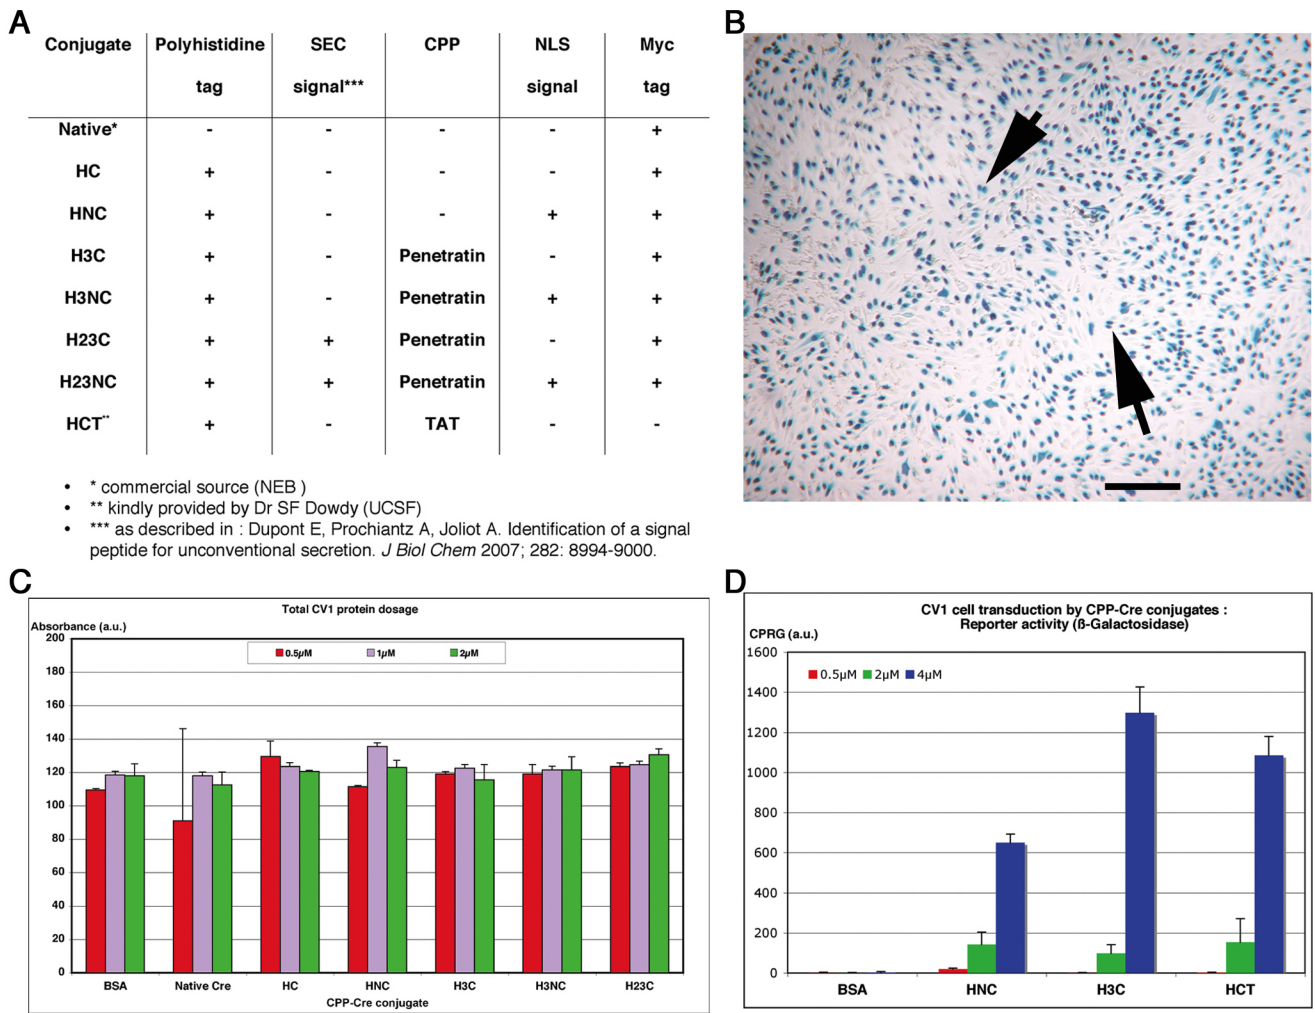 A
Conjugate Polyhistidine SEC CPP NLS Myc
tag signal*** signal tag
Native* - - - - +
HC + - - - +
HNC + - - + +
H3C + - Penetratin - +
H3NC + - Penetratin + +
H23C + + Penetratin - +
H23NC + + Penetratin + +
HCT** + - TAT - -
• * commercial source (NEB )
• ** kindly provided by Dr SF Dowdy (UCSF)
• *** as described in : Dupont E, Prochiantz A, Joliot A. Identification of a signal
peptide for unconventional secretion. J Biol Chem 2007; 282: 8994-9000.
B
C
Total CV1 protein dosage
Absorbance (a.u.)
200
180
160
140
120
100
80
60
40
20
0
0.5µM 1µM 2µM
BSA Native Cre HC HNC H3C H3NC H23C
CPP-Cre conjugate
D
CV1 cell transduction by CPP-Cre conjugates :
Reporter activity (ß-Galactosidase)
CPRG (a.u.)
1600
1400
1200
1000
800
600
400
200
0
0.5µM 2µM 4µM
BSA HNC H3C HCT